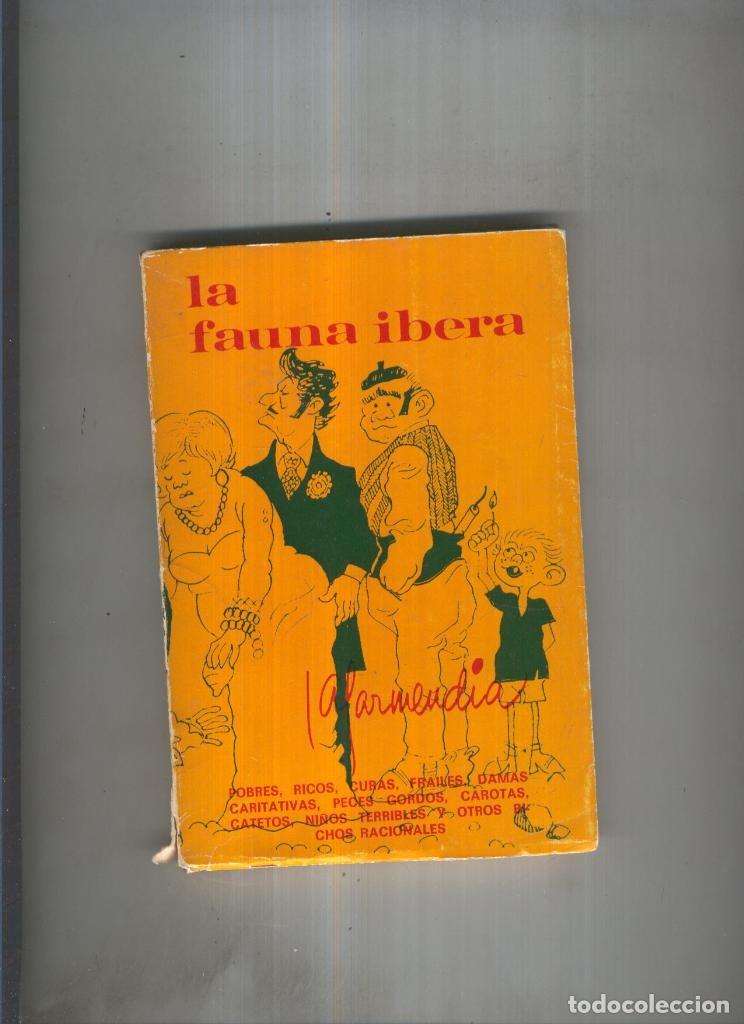 la
fauna ibera
Garmendia
POBRES, RICOS, CURAS, FRAILES, DAMAS
CARITATIVAS, PECES GORDOS, CAROTAS,
CATETOS, NIÑOS TERRIBLES Y OTROS BI
CHOS RACIONALES
todocoleccion